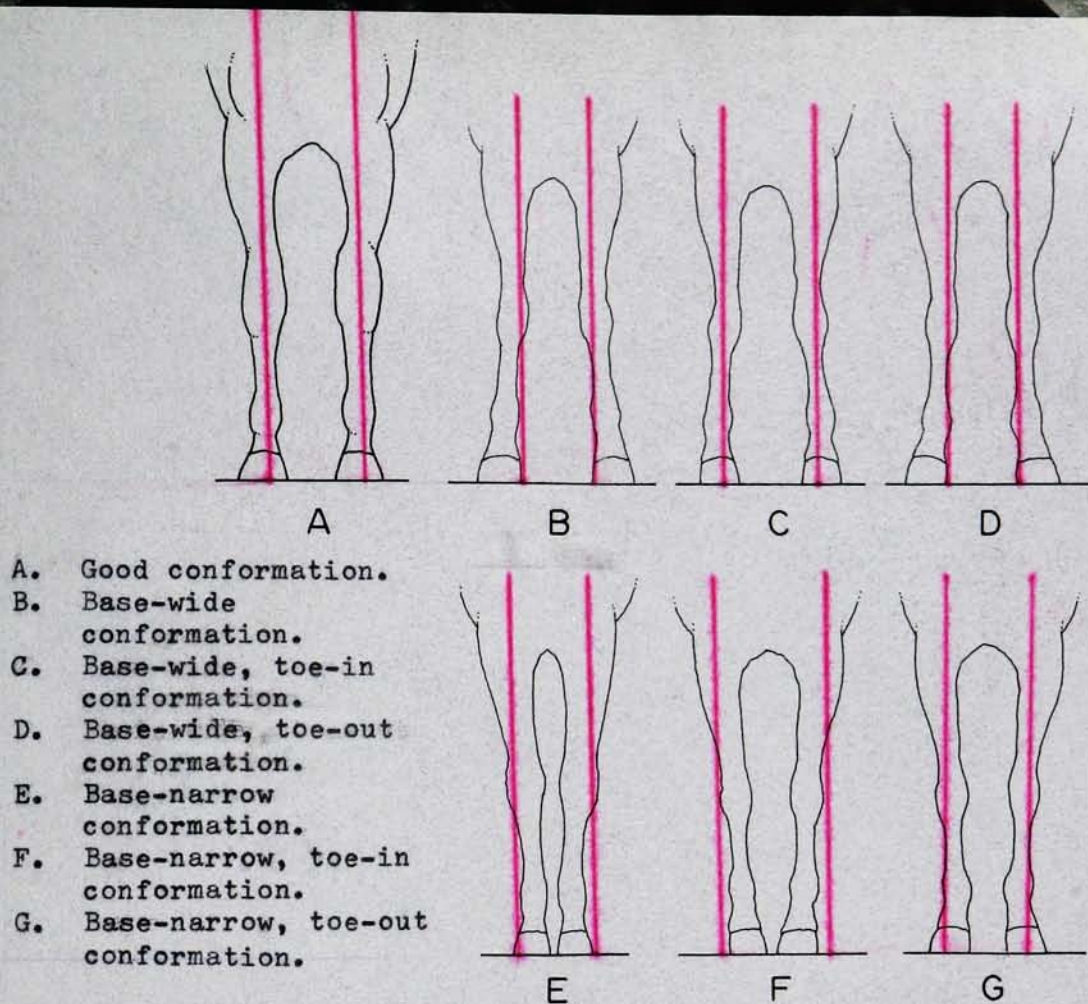 A
B
C
D
A. Good conformation.
B. Base-wide
conformation.
C. Base-wide, toe-in
conformation.
D. Base-wide, toe-out
conformation.
E. Base-narrow
conformation.
F. Base-narrow, toe-in
conformation.
G. Base-narrow, toe-out
conformation.
E
F
G